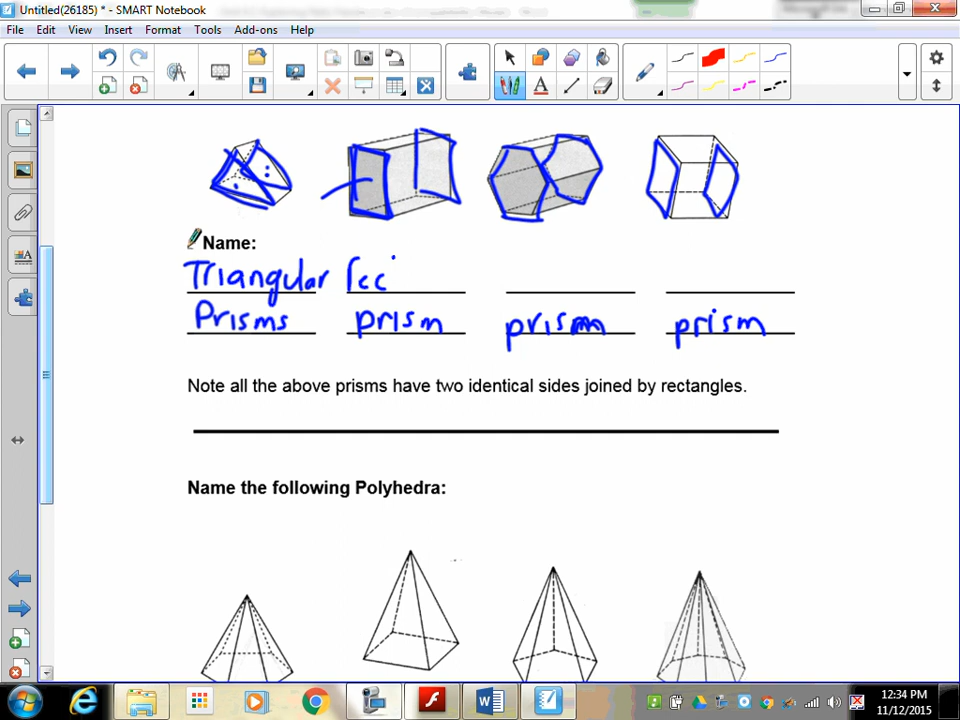 Untitled(26185) * - SMART Notebook
File Edit View Insert Format Tools Add-ons Help
Name:
Triangular
Prisms prism prism prism
Note all the above prisms have two identical sides joined by rectangles.
Name the following Polyhedra:
12:34 PM
11/12/2015